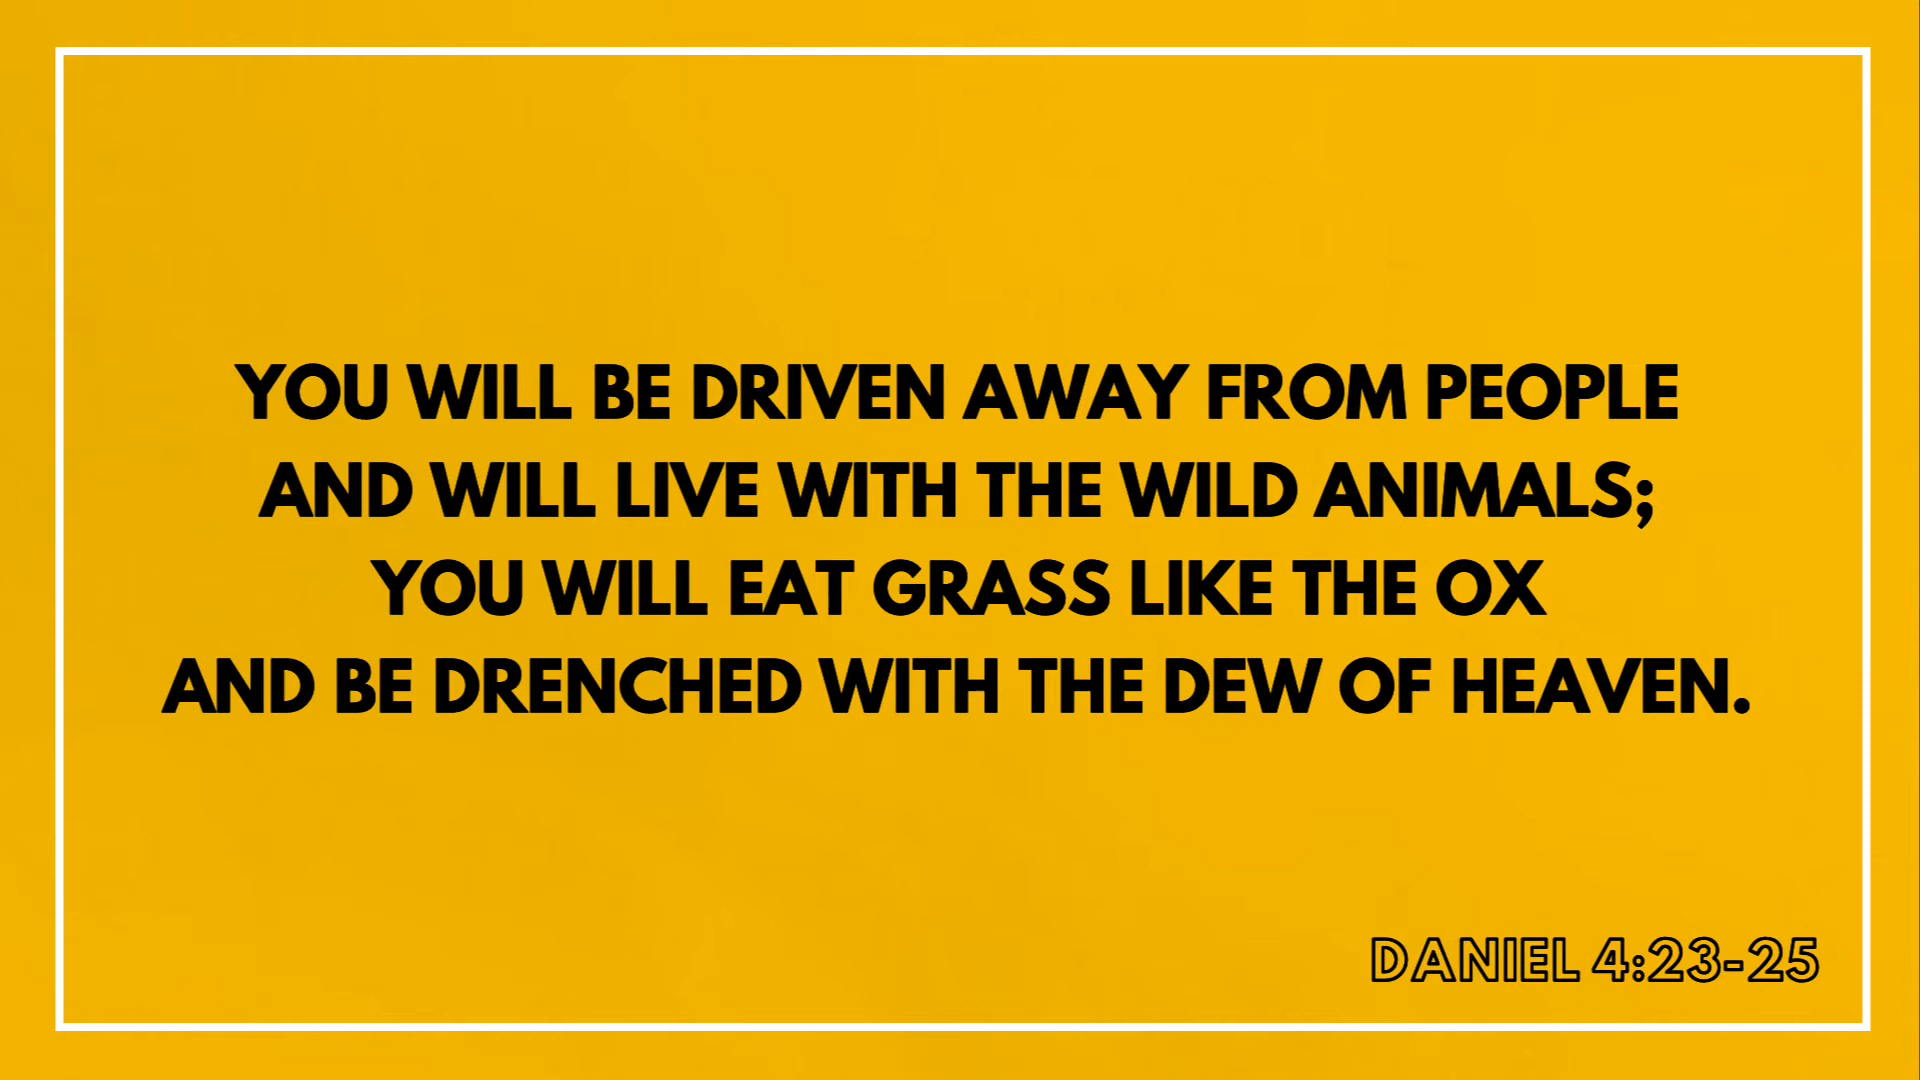 YOU WILL BE DRIVEN AWAY FROM PEOPLE
AND WILL LIVE WITH THE WILD ANIMALS;
YOU WILL EAT GRASS LIKE THE OX
AND BE DRENCHED WITH THE DEW OF HEAVEN.
DANIEL 4:23-25